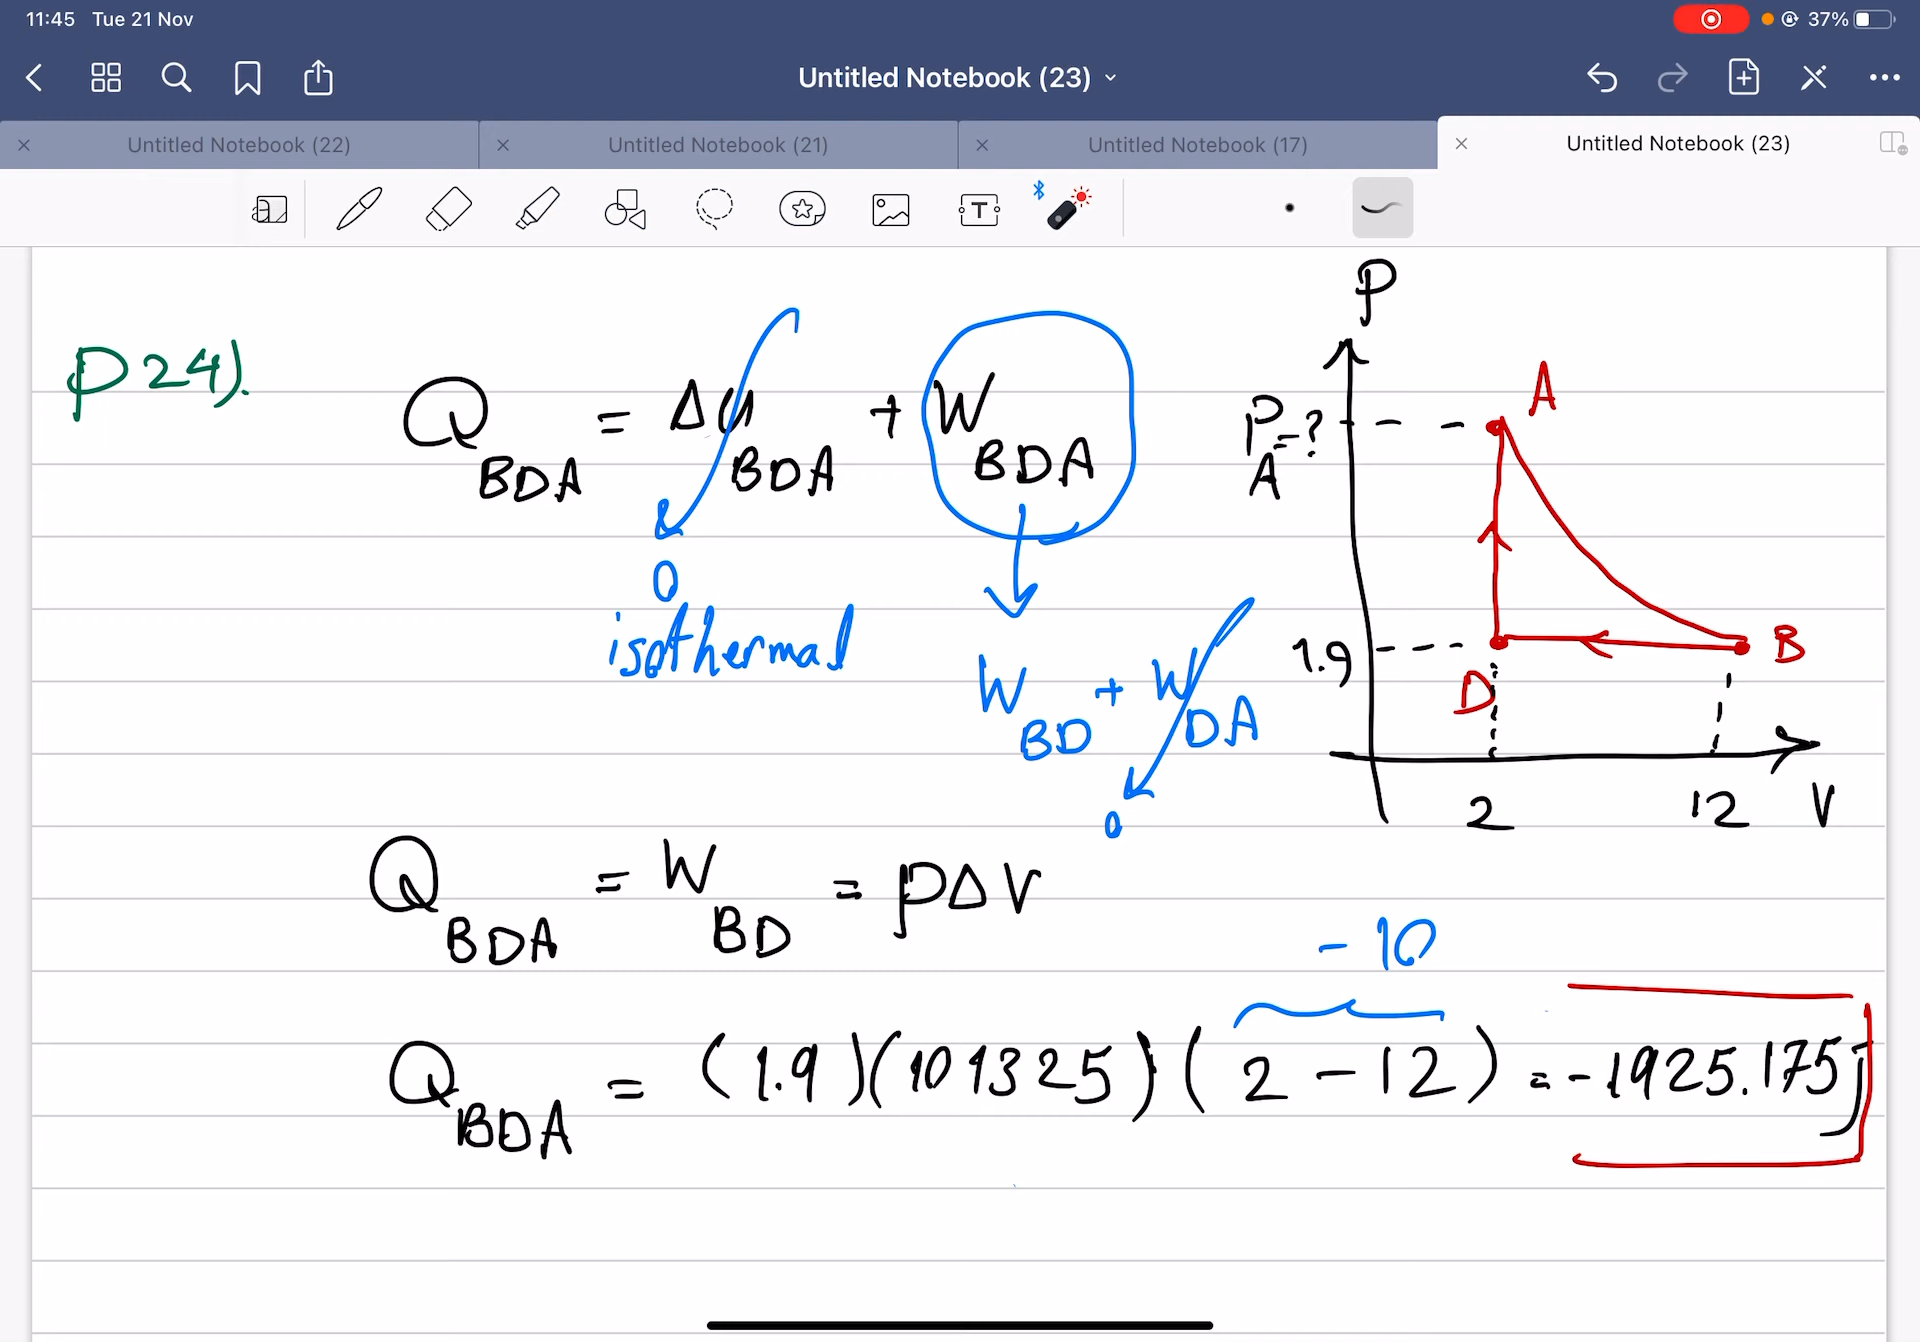 11:45 Tue 21 Nov 37%
Untitled Notebook (23)
Untitled Notebook (22) Untitled Notebook (21) Untitled Notebook (17) Untitled Notebook (23)
P
P24).
Q_BDA = ΔU_BDA + W_BDA
0
isothermal
W_BD + W_DA
0
P_A = ?
A
1.9
D
B
2 12 V
Q_BDA = W_BD = PΔV
-10
Q_BDA = (1.9)(101325)(2-12) = -1925.175j